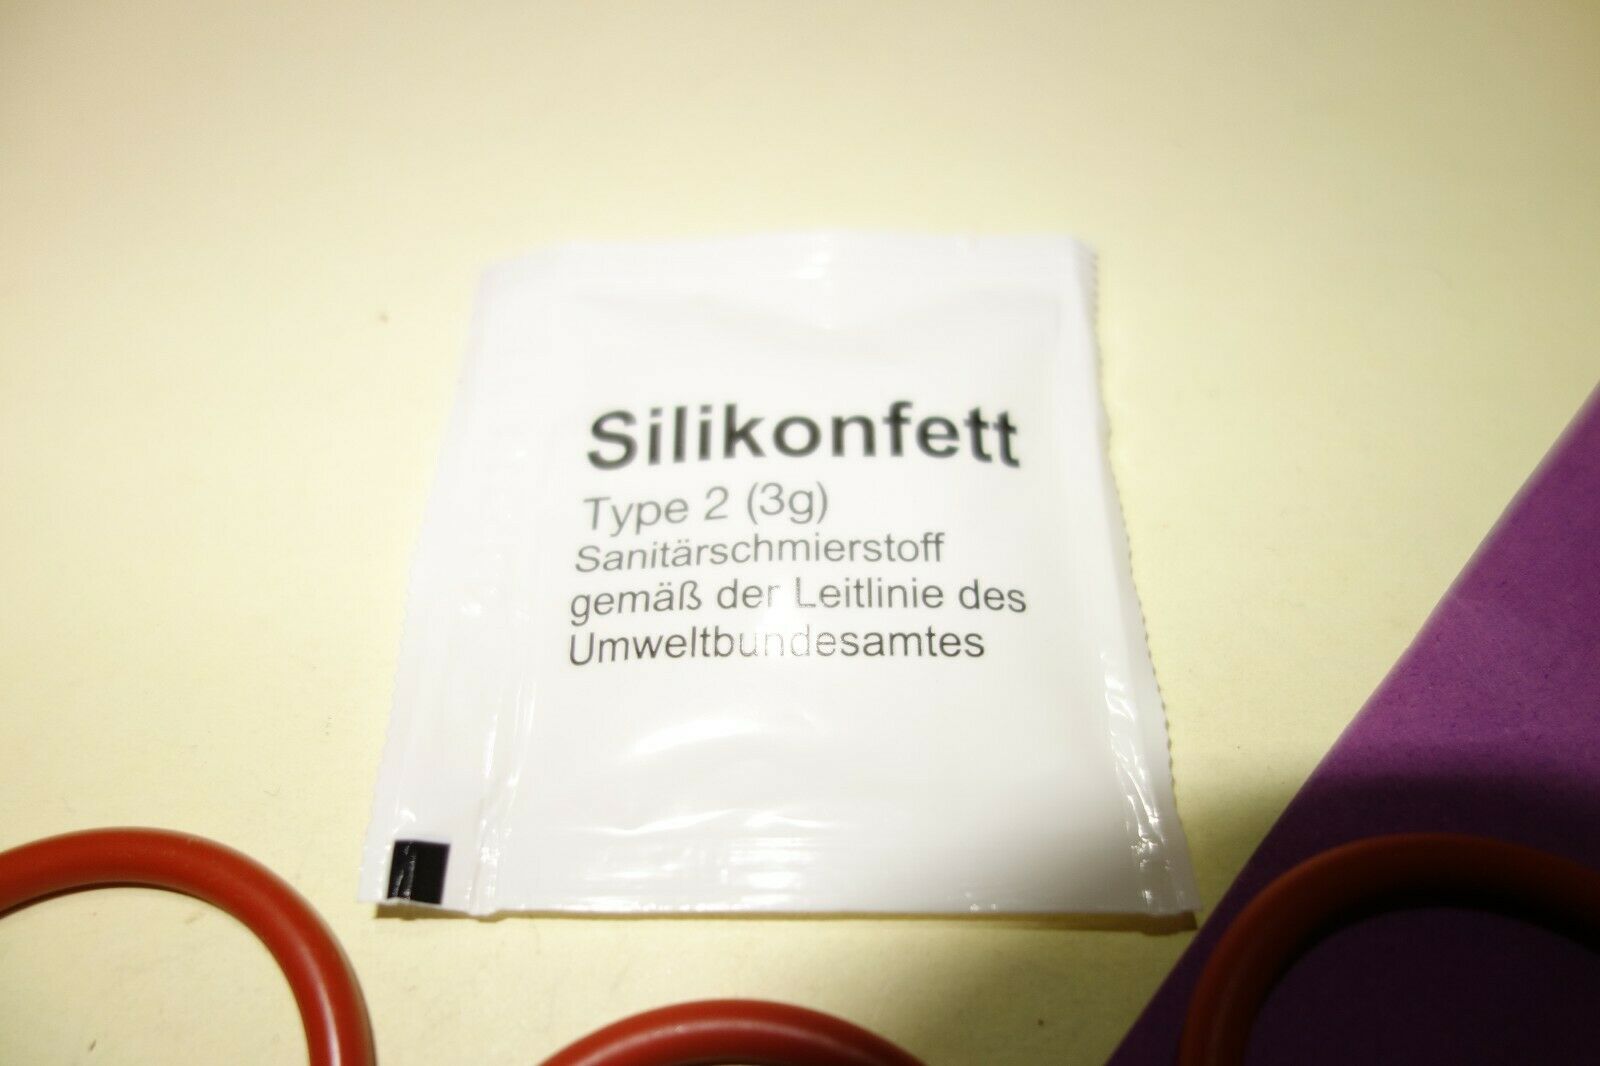 Silikonfett
Type 2 (3g)
Sanitärschmierstoff
gemäß der Leitlinie des
Umweltbundesamtes